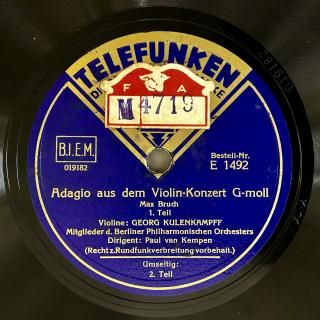 TELEFUNKEN
F A
M 4719
B.I.E.M.
019182
Bestell-Nr.
E 1492
Adagio aus dem Violin-Konzert G-moll
Max Bruch
1. Teil
Violine: GEORG KULENKAMPFF
Mitglieder d. Berliner Philharmonischen Orchesters
Dirigent: Paul van Kempen
(Recht z. Rundfunkverbreitung vorbehalt.)
Umseitig:
2. Teil